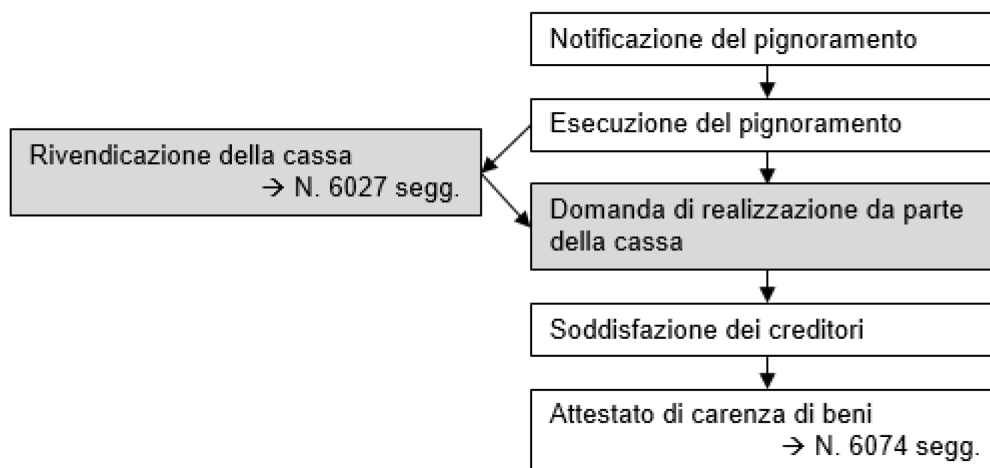 Notificazione del pignoramento
Esecuzione del pignoramento
Rivendicazione della cassa
→ N. 6027 segg.
Domanda di realizzazione da parte
della cassa
Soddisfazione dei creditori
Attestato di carenza di beni
→ N. 6074 segg.